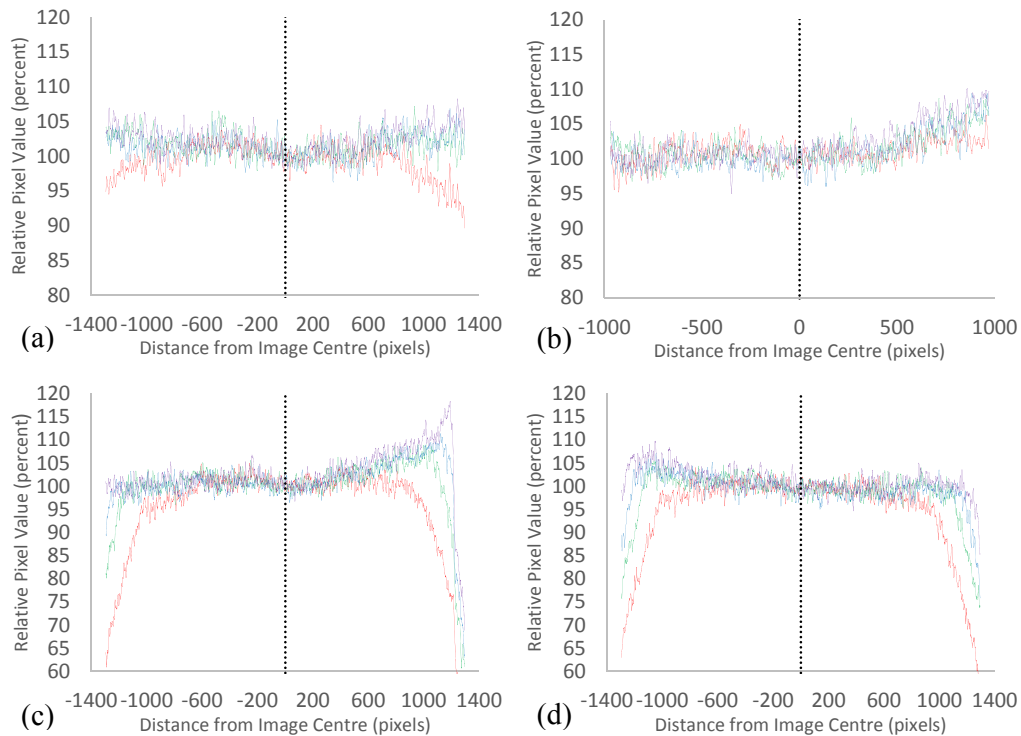 120
115
110
105
100
95
90
85
80
Relative Pixel Value (percent)
-1400 -1000 -600 -200 200 600 1000 1400
Distance from Image Centre (pixels)
(a)
120
115
110
105
100
95
90
85
80
Relative Pixel Value (percent)
-1000 -500 0 500 1000
Distance from Image Centre (pixels)
(b)
120
115
110
105
100
95
90
85
80
75
70
65
60
Relative Pixel Value (percent)
-1400 -1000 -600 -200 200 600 1000 1400
Distance from Image Centre (pixels)
(c)
120
115
110
105
100
95
90
85
80
75
70
65
60
Relative Pixel Value (percent)
-1400 -1000 -600 -200 200 600 1000 1400
Distance from Image Centre (pixels)
(d)